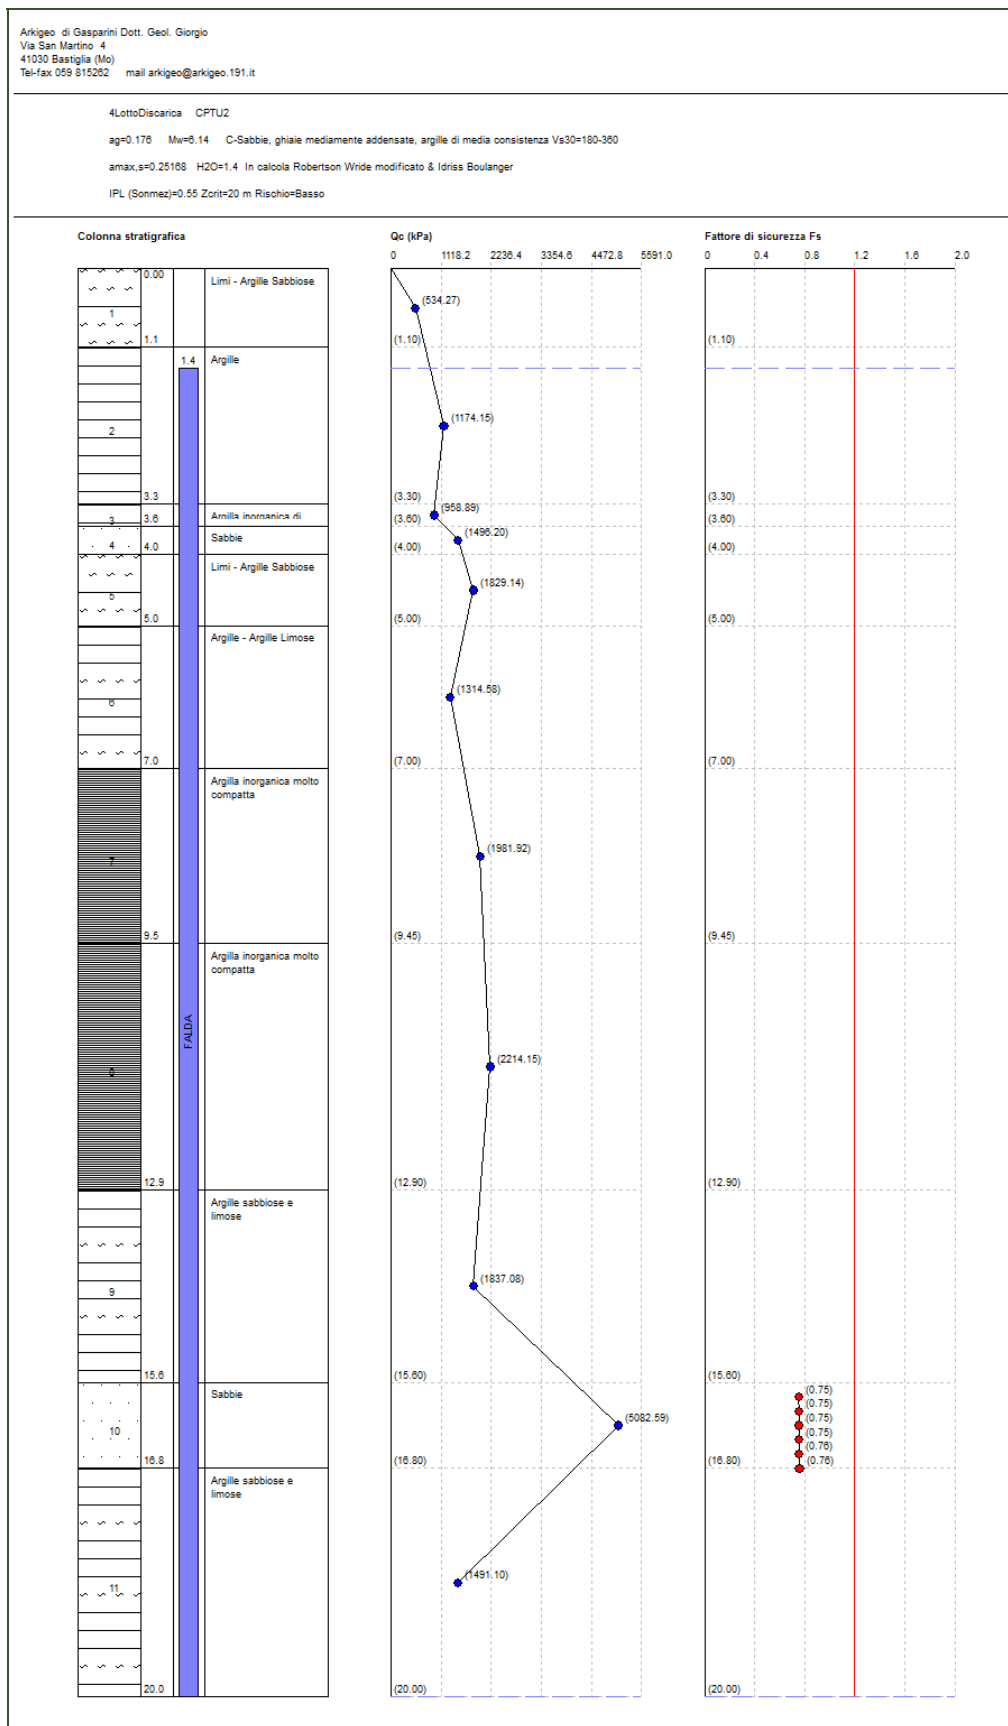 Arkigeo di Gasparini Dott. Geol. Giorgio
Via San Martino 4
41030 Bastiglia (Mo)
Tel-fax 059 815262 mail arkigeo@arkigeo.191.it
4LottoDiscarica CPTU2
ag=0.176 Mw=6.14 C-Sabbie, ghiaie mediamente addensate, argille di media consistenza Vs30=180-360
amax,s=0.25168 H2O=1.4 In calcola Robertson Wride modificato & Idriss Boulanger
IPL (Sonmez)=0.55 Zcrit=20 m Rischio=Basso
Colonna stratigrafica
0.00
1
1.1
2
3.3
3
3.6
4
4.0
5
5.0
6
7.0
7
9.5
8
12.9
9
15.6
10
16.8
11
20.0
1.4
FALDA
Limi - Argille Sabbiose
Argille
Argilla inorganica di
Sabbie
Limi - Argille Sabbiose
Argille - Argille Limose
Argilla inorganica molto
compatta
Argilla inorganica molto
compatta
Argille sabbiose e
limose
Sabbie
Argille sabbiose e
limose
Qc (kPa)
0 1118.2 2236.4 3354.6 4472.8 5591.0
(534.27)
(1.10)
(1174.15)
(3.30)
(958.89)
(3.60)
(1496.20)
(4.00)
(1829.14)
(5.00)
(1314.58)
(7.00)
(1981.92)
(9.45)
(2214.15)
(12.90)
(1837.08)
(15.60)
(5082.59)
(16.80)
(1491.10)
(20.00)
Fattore di sicurezza Fs
0 0.4 0.8 1.2 1.6 2.0
(1.10)
(3.30)
(3.60)
(4.00)
(5.00)
(7.00)
(9.45)
(12.90)
(15.60)
(0.75)
(0.75)
(0.75)
(0.75)
(0.76)
(0.76)
(16.80)
(20.00)